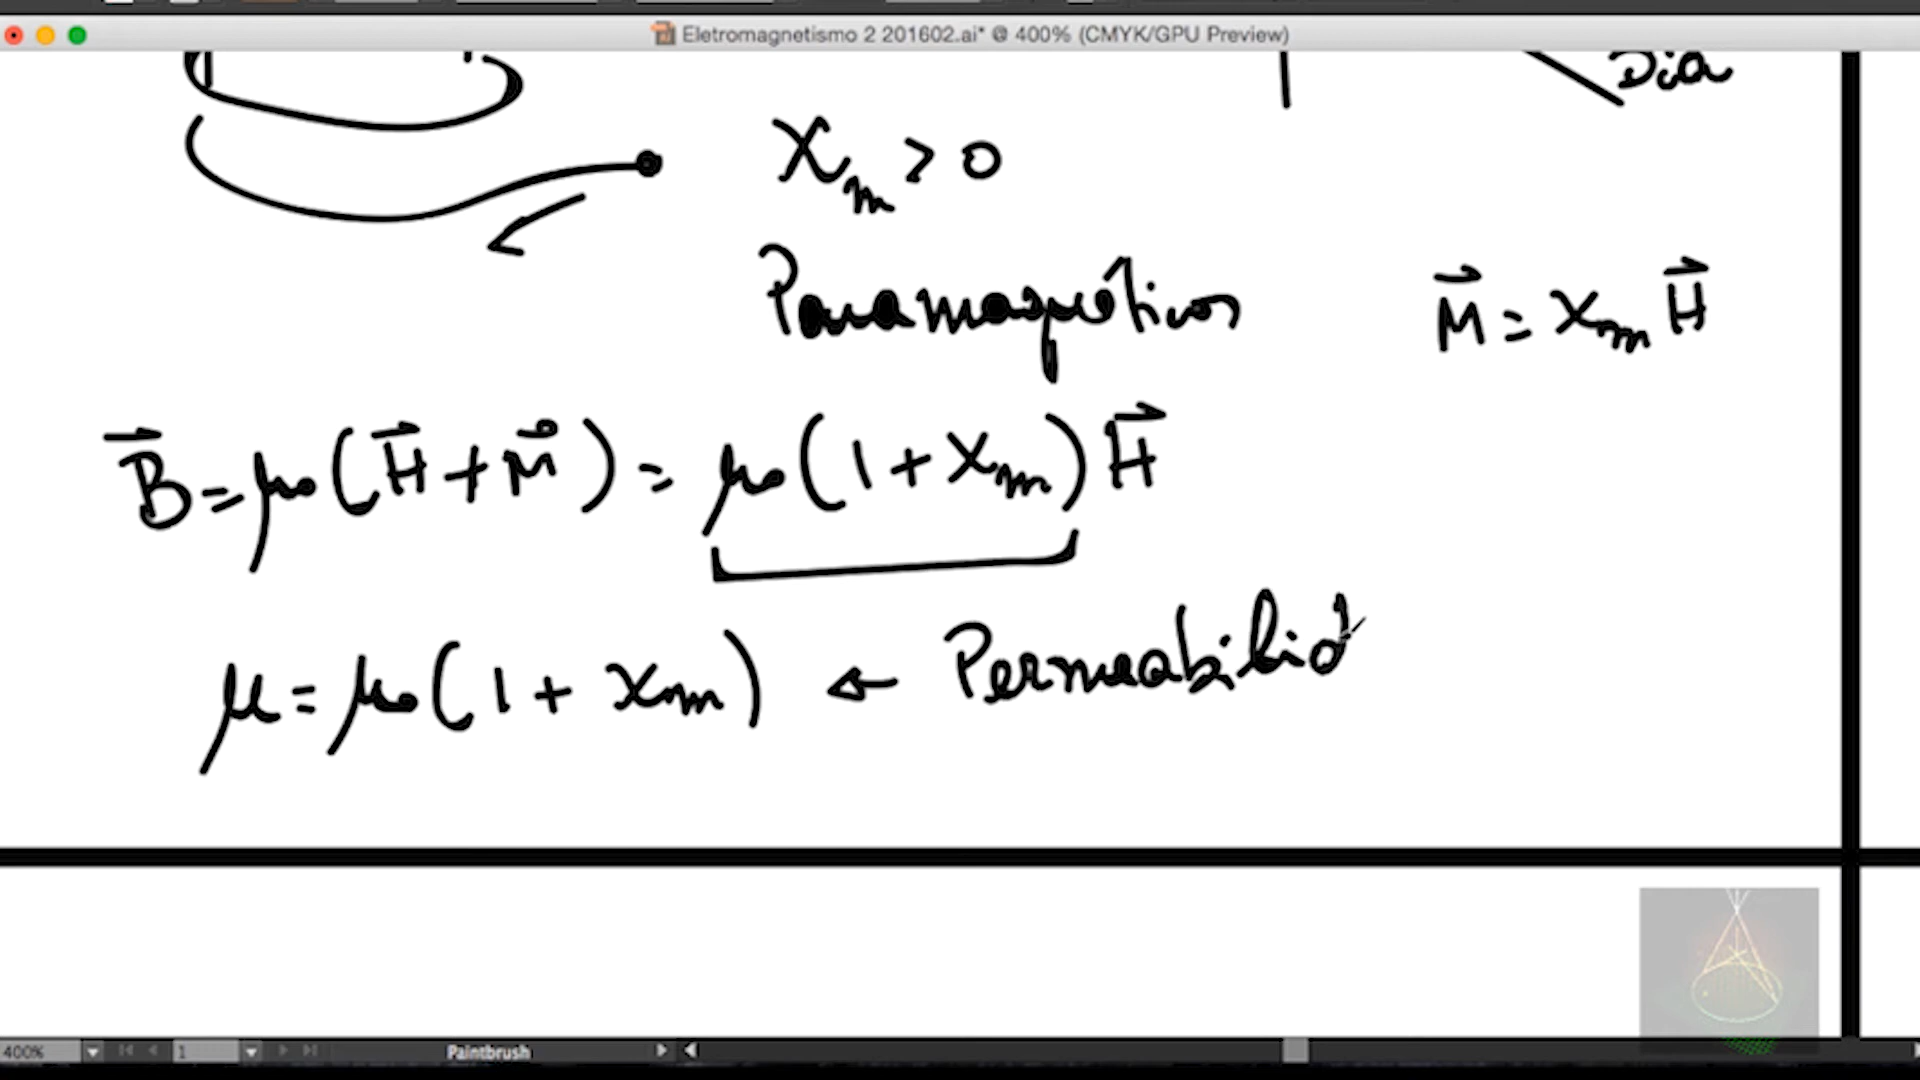 Eletromagnetismo 2 201602.ai* @ 400% (CMYK/GPU Preview)
Dia
χₘ > 0
Paramagnéticos
M⃗ = χₘ H⃗
B⃗ = μ₀(H⃗ + M⃗) = μ₀(1 + χₘ)H⃗
μ = μ₀(1 + χₘ) ← Permeabilid
400%
1
Paintbrush